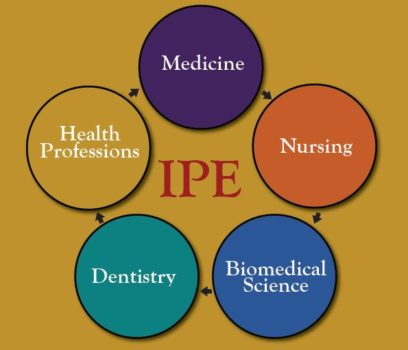 Medicine
Nursing
Biomedical
Science
Dentistry
Health
Professions
IPE